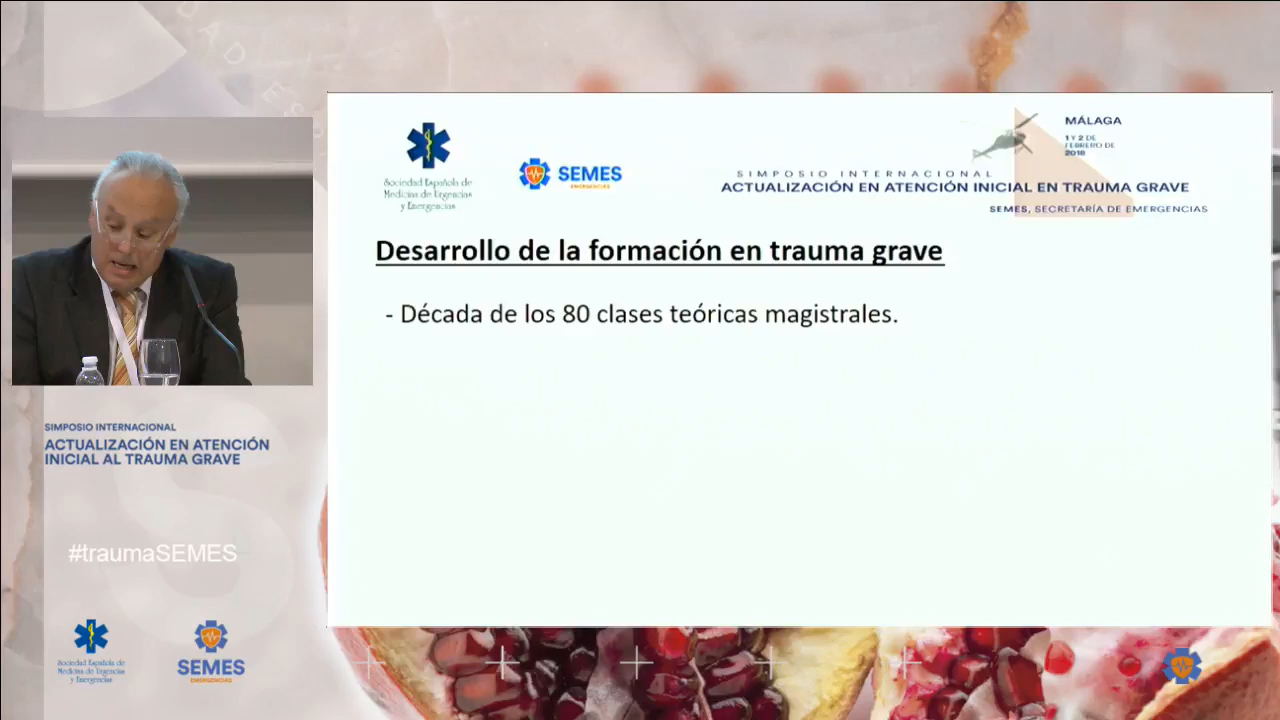 Sociedad Española de
Medicina de Urgencias
y Emergencias
SEMES
EMERGENCIAS
MÁLAGA
1 Y 2 DE
FEBRERO DE
2018
SIMPOSIO INTERNACIONAL
ACTUALIZACIÓN EN ATENCIÓN INICIAL EN TRAUMA GRAVE
SEMES, SECRETARÍA DE EMERGENCIAS
Desarrollo de la formación en trauma grave
- Década de los 80 clases teóricas magistrales.
SIMPOSIO INTERNACIONAL
ACTUALIZACIÓN EN ATENCIÓN
INICIAL AL TRAUMA GRAVE
#traumaSEMES
Sociedad Española de
Medicina de Urgencias
y Emergencias
SEMES
EMERGENCIAS